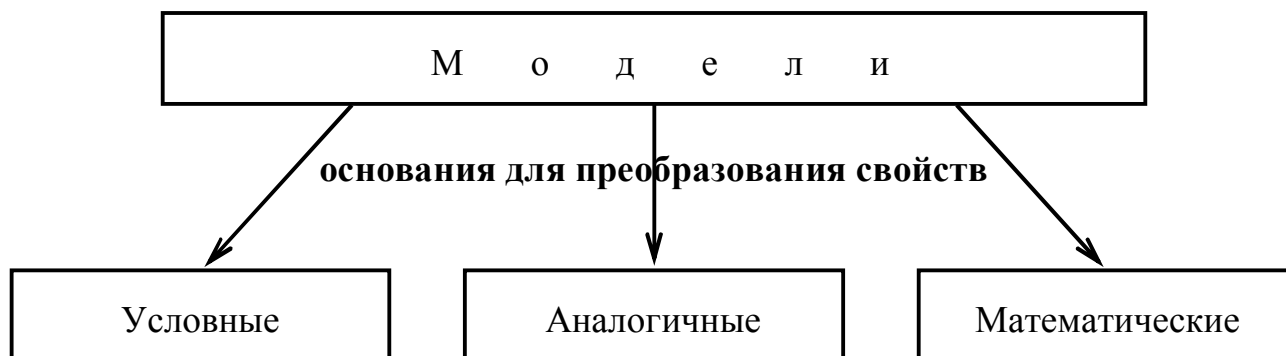 М о д е л и
основания для преобразования свойств
Условные Аналогичные Математические